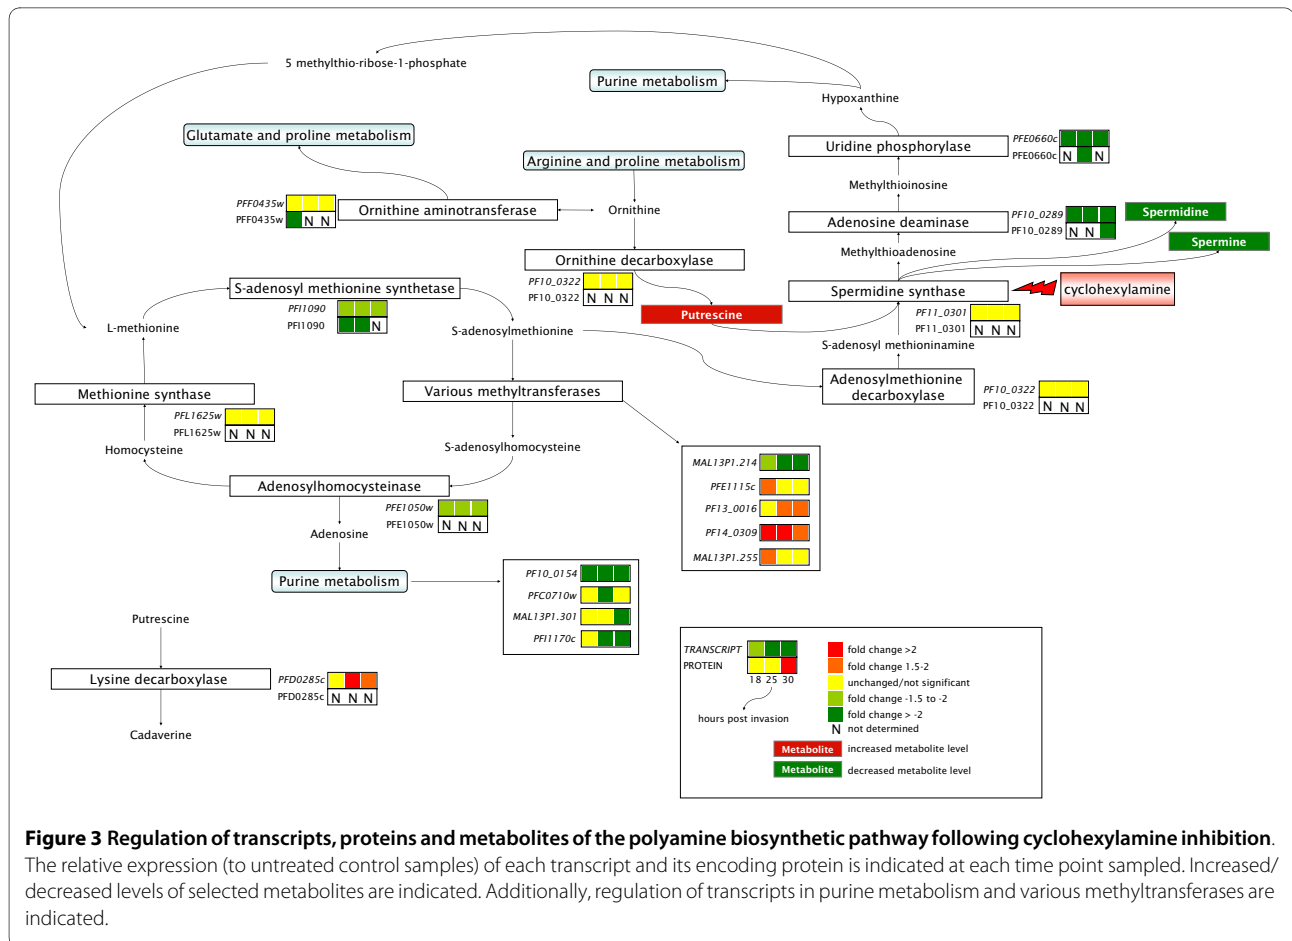 5 methylthio-ribose-1-phosphate
Purine metabolism
Hypoxanthine
Glutamate and proline metabolism
Uridine phosphorylase
PFE0660c
PFE0660c N N
Arginine and proline metabolism
Methylthioinosine
PFF0435w
PFF0435w N N
Ornithine aminotransferase
Ornithine
Adenosine deaminase
PF10_0289
PF10_0289 N N
Spermidine
Spermine
Methylthioadenosine
Ornithine decarboxylase
PF10_0322
PF10_0322 N N N
S-adenosyl methionine synthetase
PFI1090
PFI1090 N
Putrescine
Spermidine synthase
cyclohexylamine
PF11_0301
PF11_0301 N N N
L-methionine
S-adenosylmethionine
S-adenosyl methioninamine
Methionine synthase
PFL1625w
PFL1625w N N N
Various methyltransferases
Adenosylmethionine
decarboxylase
PF10_0322
PF10_0322 N N N
Homocysteine
S-adenosylhomocysteine
MAL13P1.214
PFE1115c
PF13_0016
PF14_0309
MAL13P1.255
Adenosylhomocysteinase
PFE1050w
PFE1050w N N N
Adenosine
Purine metabolism
PF10_0154
PFC0710w
MAL13P1.301
PFI1170c
Putrescine
Lysine decarboxylase
PFD0285c
PFD0285c N N N
Cadaverine
TRANSCRIPT
PROTEIN
18 25 30
hours post invasion
fold change >2
fold change 1.5-2
unchanged/not significant
fold change -1.5 to -2
fold change > -2
N not determined
Metabolite increased metabolite level
Metabolite decreased metabolite level
Figure 3 Regulation of transcripts, proteins and metabolites of the polyamine biosynthetic pathway following cyclohexylamine inhibition.
The relative expression (to untreated control samples) of each transcript and its encoding protein is indicated at each time point sampled. Increased/
decreased levels of selected metabolites are indicated. Additionally, regulation of transcripts in purine metabolism and various methyltransferases are
indicated.